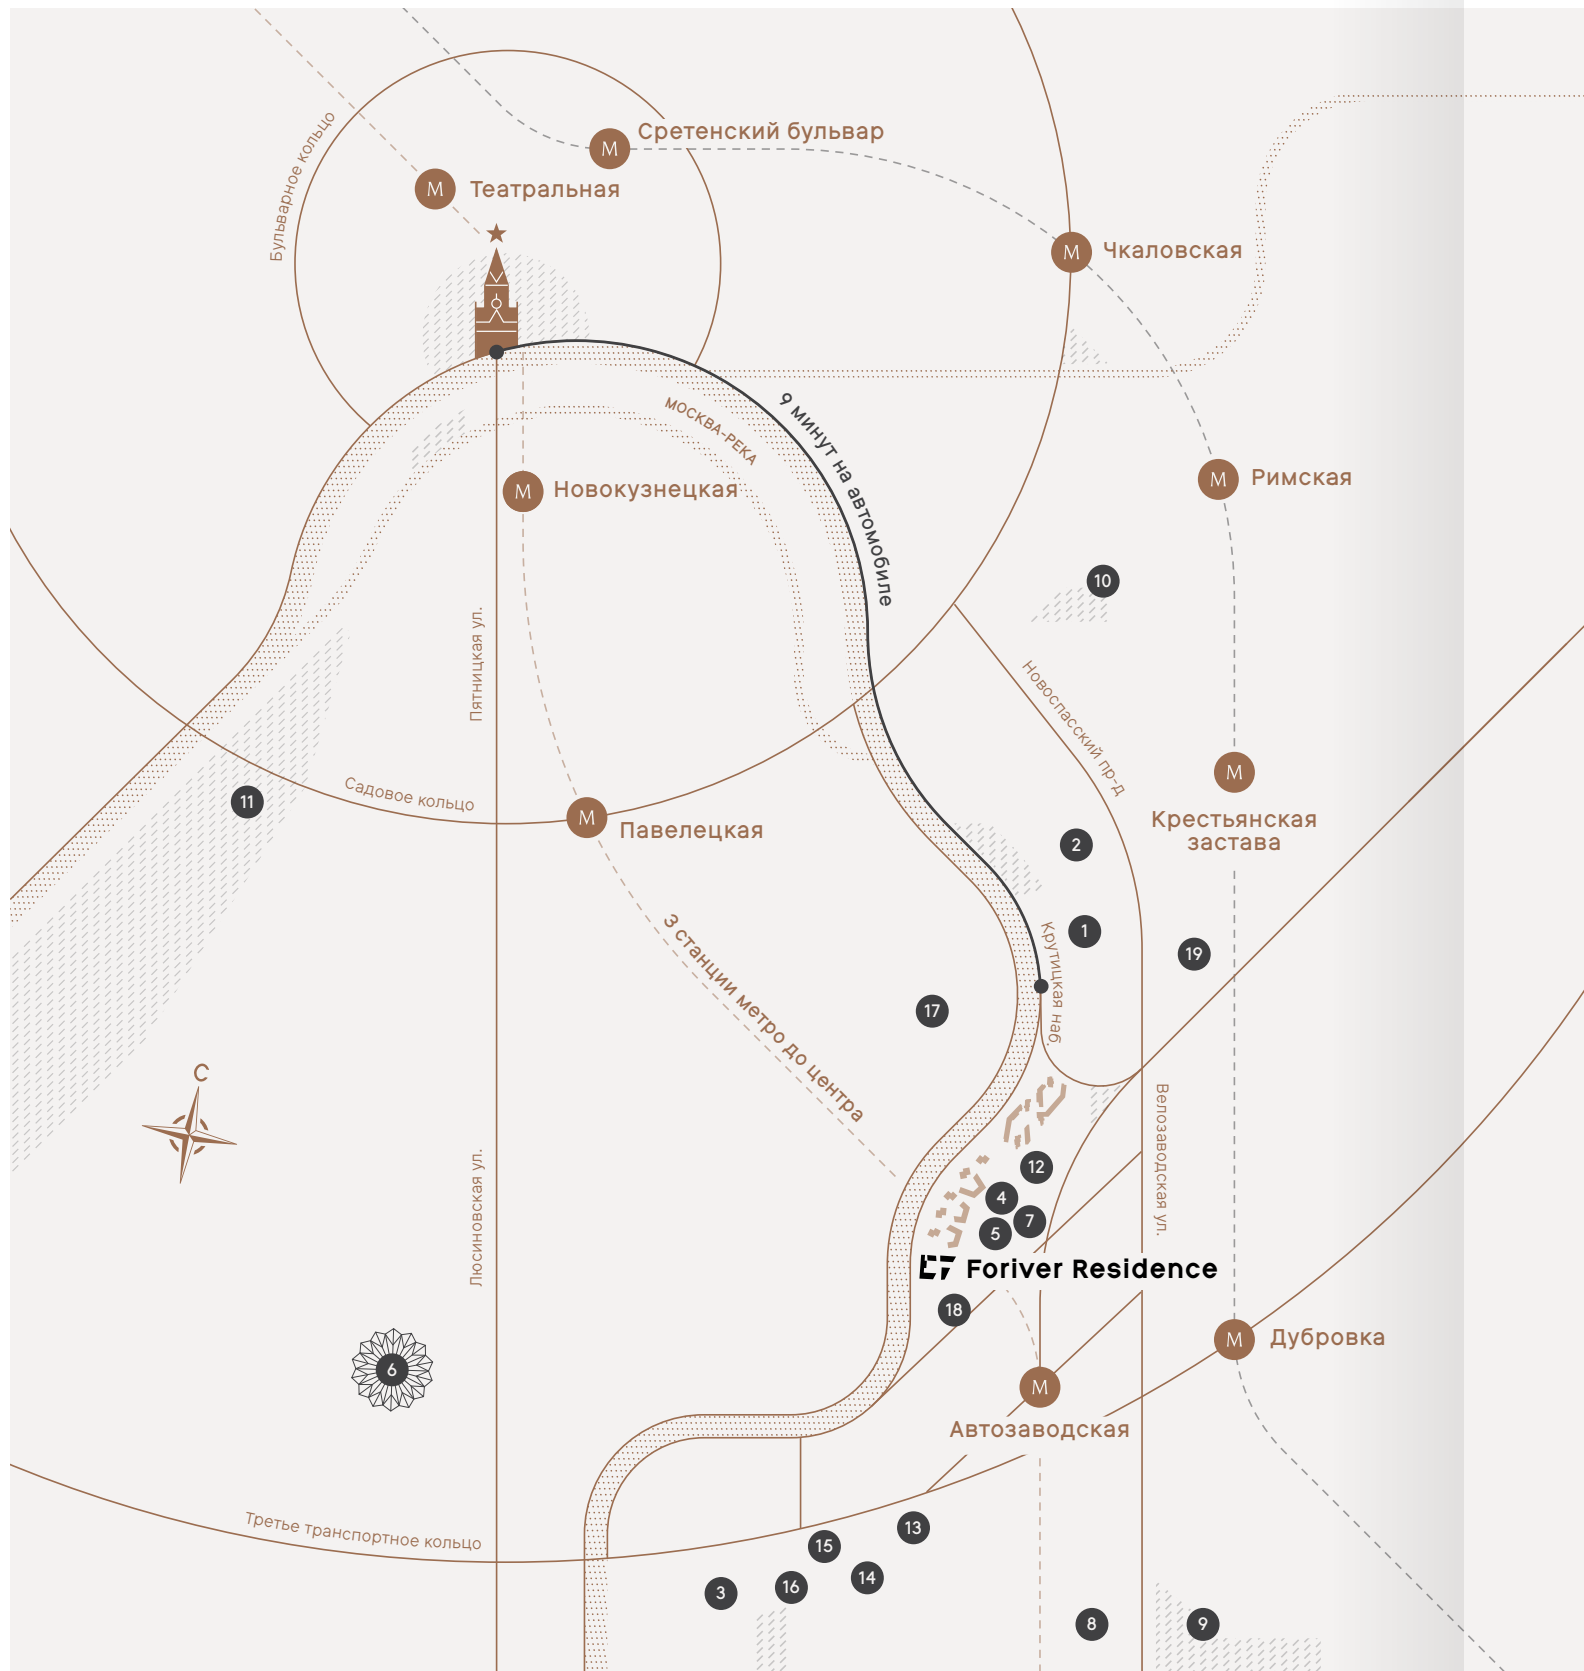 Сретенский бульвар
Бульварное кольцо
Театральная
Чкаловская
МОСКВА-РЕКА
9 минут на автомобиле
Римская
Новокузнецкая
10
Пятницкая ул.
Новоспасский пр-д
11
Садовое кольцо
Павелецкая
Крестьянская
застава
2
1
Крутицкая наб.
19
3 станции метро до центра
17
С
Велозаводская ул.
12
Люсиновская ул.
4
7
5
Foriver Residence
18
6
Дубровка
Автозаводская
Третье транспортное кольцо
13
15
14
16
3
8
9
М
М
М
М
М
М
М
М
М